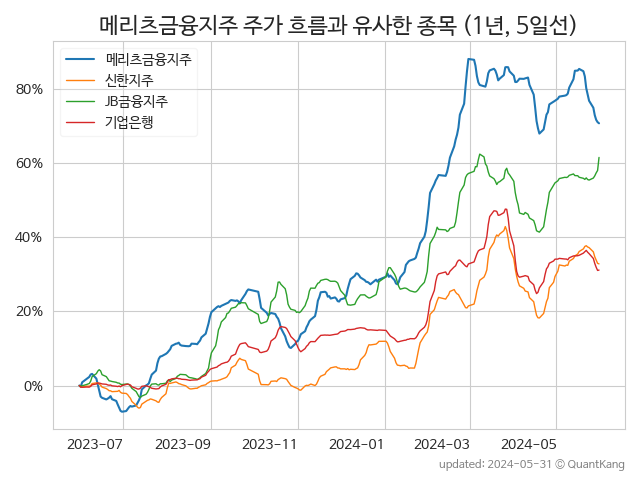 메리츠금융지주 주가 흐름과 유사한 종목 (1년, 5일선)
메리츠금융지주
신한지주
JB금융지주
기업은행
80%
60%
40%
20%
0%
2023-07 2023-09 2023-11 2024-01 2024-03 2024-05
updated: 2024-05-31 © QuantKang